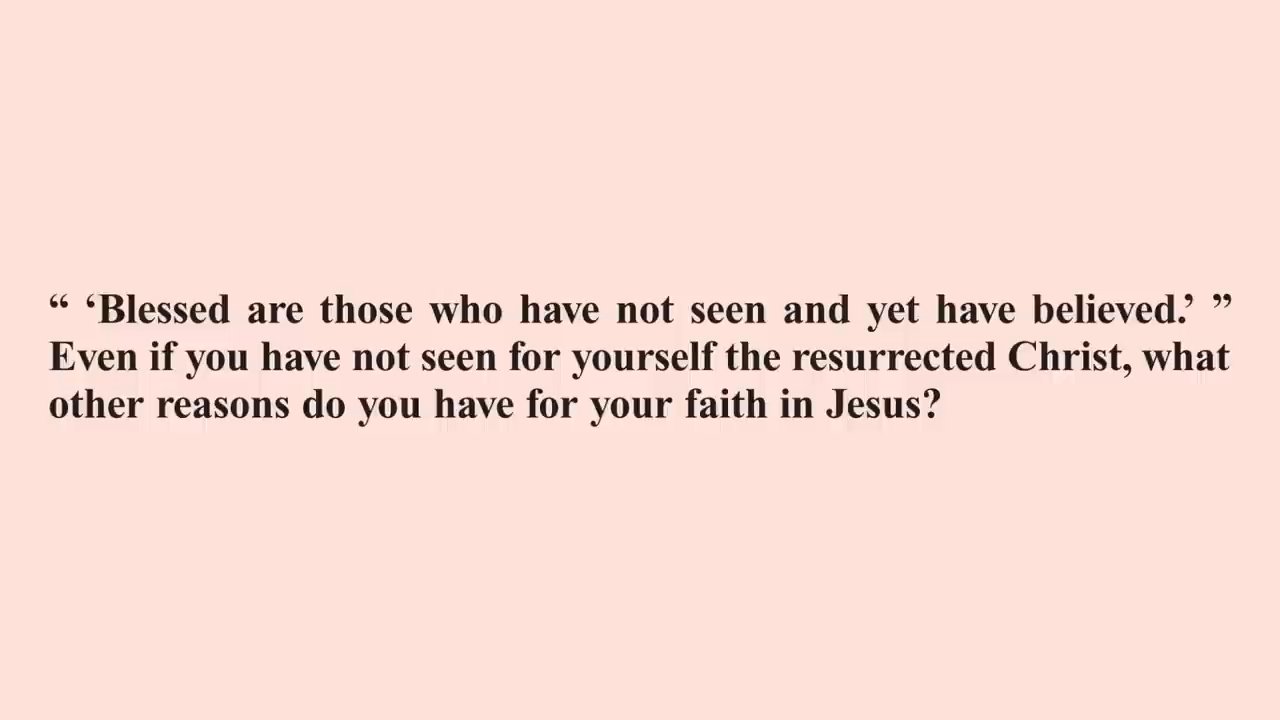 “ ‘Blessed are those who have not seen and yet have believed.’ ”
Even if you have not seen for yourself the resurrected Christ, what
other reasons do you have for your faith in Jesus?